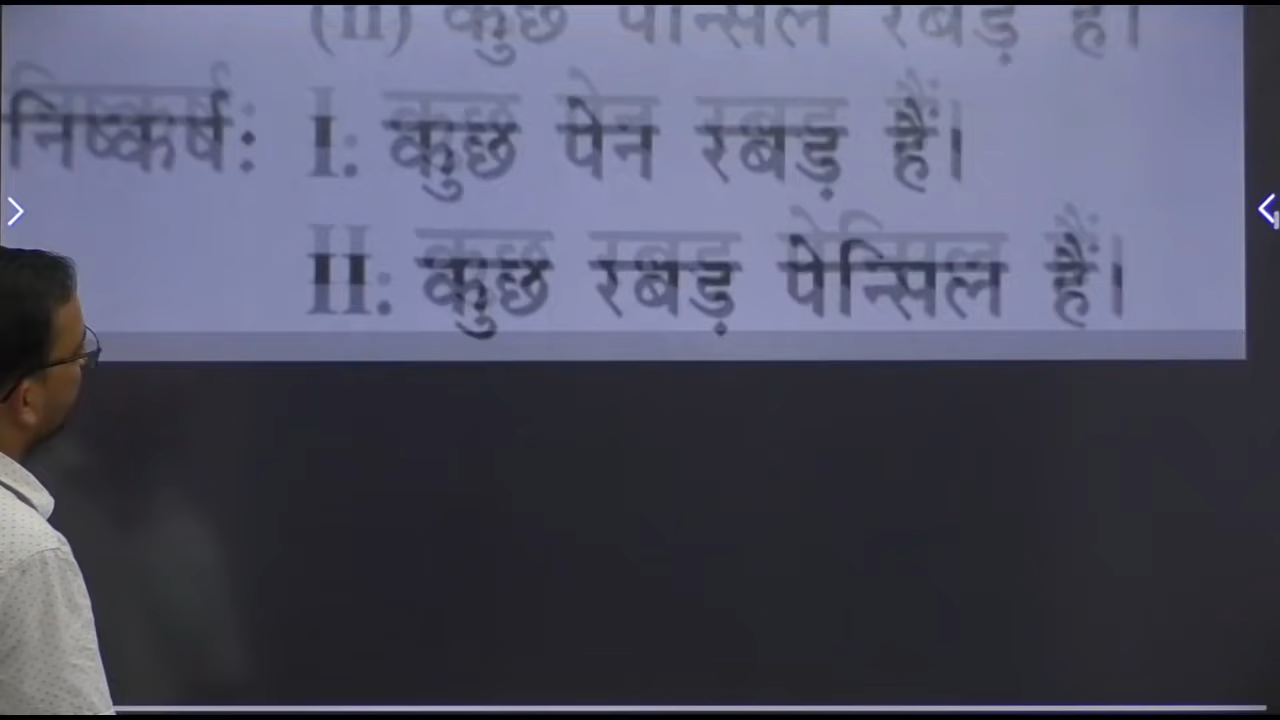 (II) कुछ पेन्सिल रबड़ हैं।
निष्कर्ष: I. कुछ पेन रबड़ हैं।
II. कुछ रबड़ पेन्सिल हैं।